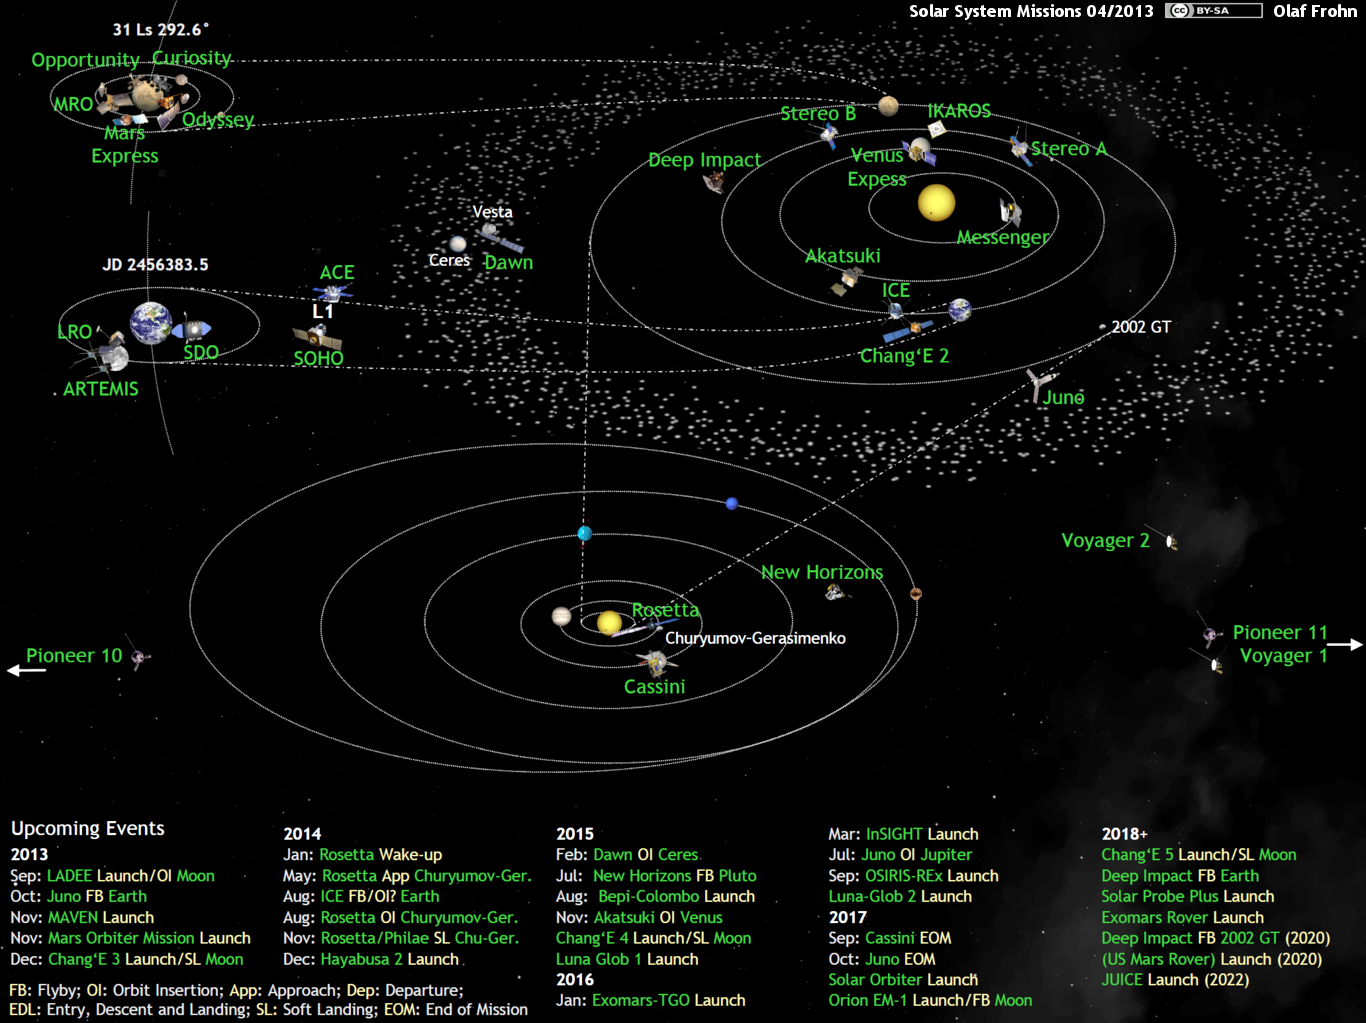 Solar System Missions 04/2013 cc BY-SA Olaf Frohn
31 Ls 292.6°
Opportunity Curiosity
MRO
Odyssey
Mars
Express
Stereo B
IKAROS
Deep Impact
Venus
Expess
Stereo A
Messenger
Vesta
Ceres
Dawn
Akatsuki
JD 2456383.5
ACE
L1
ICE
LRO
SDO
SOHO
Chang'E 2
2002 GT
ARTEMIS
Juno
Voyager 2
New Horizons
Rosetta
Churyumov-Gerasimenko
Pioneer 11
Voyager 1
Pioneer 10
Cassini
Upcoming Events
2013
Sep: LADEE Launch/OI Moon
Oct: Juno FB Earth
Nov: MAVEN Launch
Nov: Mars Orbiter Mission Launch
Dec: Chang'E 3 Launch/SL Moon
2014
Jan: Rosetta Wake-up
May: Rosetta App Churyumov-Ger.
Aug: ICE FB/OI? Earth
Aug: Rosetta OI Churyumov-Ger.
Nov: Rosetta/Philae SL Chu-Ger.
Dec: Hayabusa 2 Launch
2015
Feb: Dawn OI Ceres
Jul: New Horizons FB Pluto
Aug: Bepi-Colombo Launch
Nov: Akatsuki OI Venus
Chang'E 4 Launch/SL Moon
Luna Glob 1 Launch
2016
Jan: Exomars-TGO Launch
Mar: InSIGHT Launch
Jul: Juno OI Jupiter
Sep: OSIRIS-REx Launch
Luna-Glob 2 Launch
2017
Sep: Cassini EOM
Oct: Juno EOM
Solar Orbiter Launch
Orion EM-1 Launch/FB Moon
2018+
Chang'E 5 Launch/SL Moon
Deep Impact FB Earth
Solar Probe Plus Launch
Exomars Rover Launch
Deep Impact FB 2002 GT (2020)
(US Mars Rover) Launch (2020)
JUICE Launch (2022)
FB: Flyby; OI: Orbit Insertion; App: Approach; Dep: Departure;
EDL: Entry, Descent and Landing; SL: Soft Landing; EOM: End of Mission